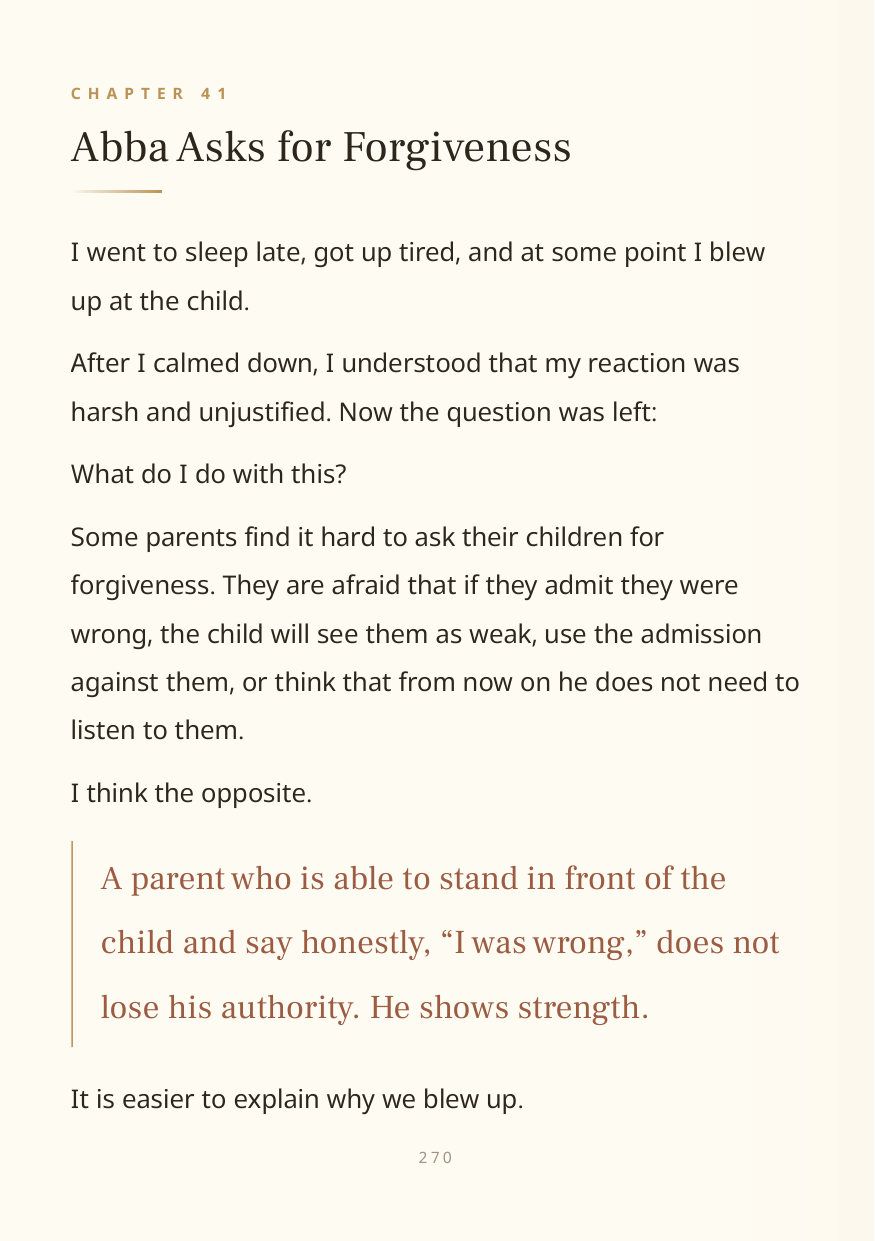 CHAPTER 41
Abba Asks for Forgiveness
I went to sleep late, got up tired, and at some point I blew
up at the child.
After I calmed down, I understood that my reaction was
harsh and unjustified. Now the question was left:
What do I do with this?
Some parents find it hard to ask their children for
forgiveness. They are afraid that if they admit they were
wrong, the child will see them as weak, use the admission
against them, or think that from now on he does not need to
listen to them.
I think the opposite.
A parent who is able to stand in front of the
child and say honestly, “I was wrong,” does not
lose his authority. He shows strength.
It is easier to explain why we blew up.
270